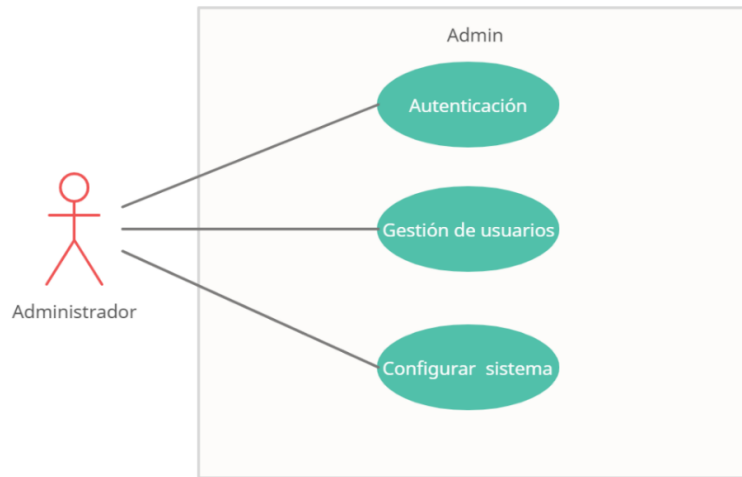 Admin
Autenticación
Gestión de usuarios
Administrador
Configurar sistema